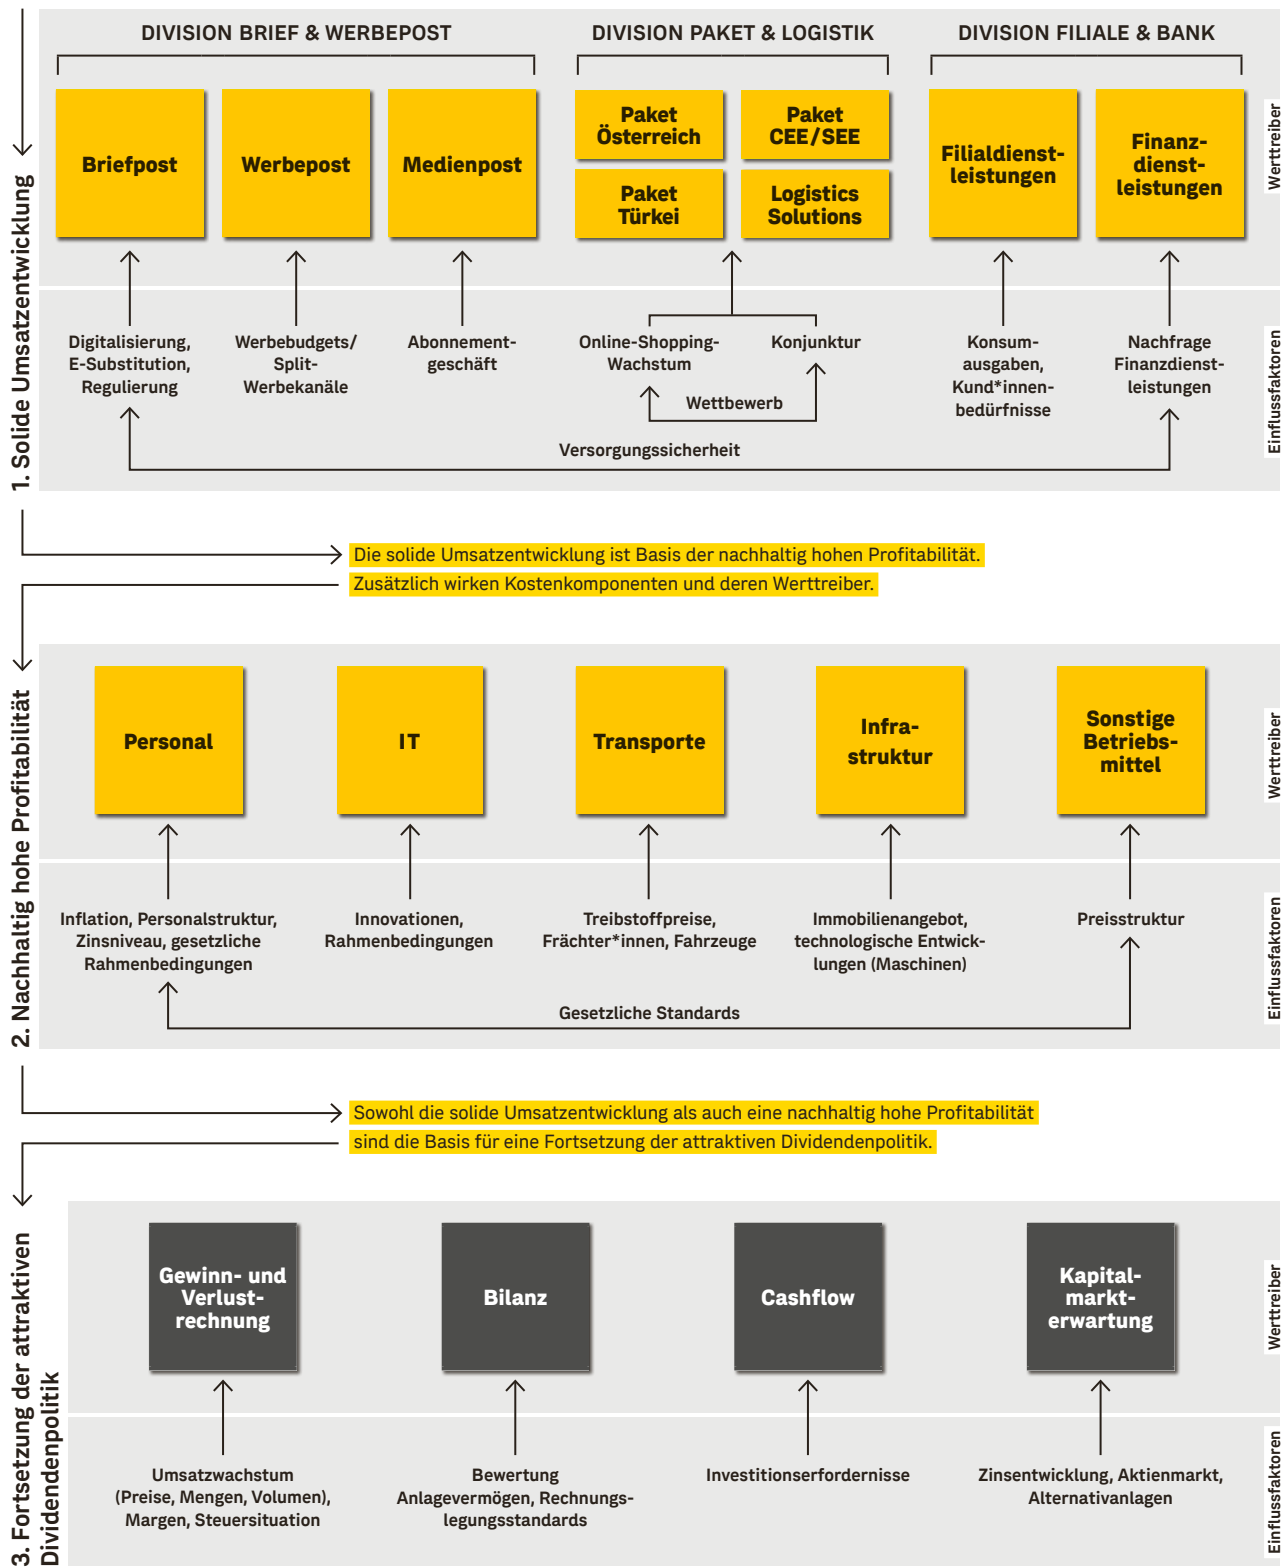 1. Solide Umsatzentwicklung
DIVISION BRIEF & WERBEPOST
DIVISION PAKET & LOGISTIK
DIVISION FILIALE & BANK
Werttreiber
Briefpost
Werbepost
Medienpost
Paket
Österreich
Paket
CEE/SEE
Paket
Türkei
Logistics
Solutions
Filialdienst-
leistungen
Finanz-
dienst-
leistungen
Einflussfaktoren
Digitalisierung,
E-Substitution,
Regulierung
Werbebudgets/
Split-
Werbekanäle
Abonnement-
geschäft
Online-Shopping-
Wachstum
Konjunktur
Wettbewerb
Konsum-
ausgaben,
Kund*innen-
bedürfnisse
Nachfrage
Finanzdienst-
leistungen
Versorgungssicherheit
Die solide Umsatzentwicklung ist Basis der nachhaltig hohen Profitabilität.
Zusätzlich wirken Kostenkomponenten und deren Werttreiber.
2. Nachhaltig hohe Profitabilität
Werttreiber
Personal
IT
Transporte
Infra-
struktur
Sonstige
Betriebs-
mittel
Einflussfaktoren
Inflation, Personalstruktur,
Zinsniveau, gesetzliche
Rahmenbedingungen
Innovationen,
Rahmenbedingungen
Treibstoffpreise,
Frächter*innen, Fahrzeuge
Immobilienangebot,
technologische Entwick-
lungen (Maschinen)
Preisstruktur
Gesetzliche Standards
Sowohl die solide Umsatzentwicklung als auch eine nachhaltig hohe Profitabilität
sind die Basis für eine Fortsetzung der attraktiven Dividendenpolitik.
3. Fortsetzung der attraktiven
Dividendenpolitik
Werttreiber
Gewinn- und
Verlust-
rechnung
Bilanz
Cashflow
Kapital-
markt-
erwartung
Einflussfaktoren
Umsatzwachstum
(Preise, Mengen, Volumen),
Margen, Steuersituation
Bewertung
Anlagevermögen, Rechnungs-
legungsstandards
Investitionserfordernisse
Zinsentwicklung, Aktienmarkt,
Alternativanlagen